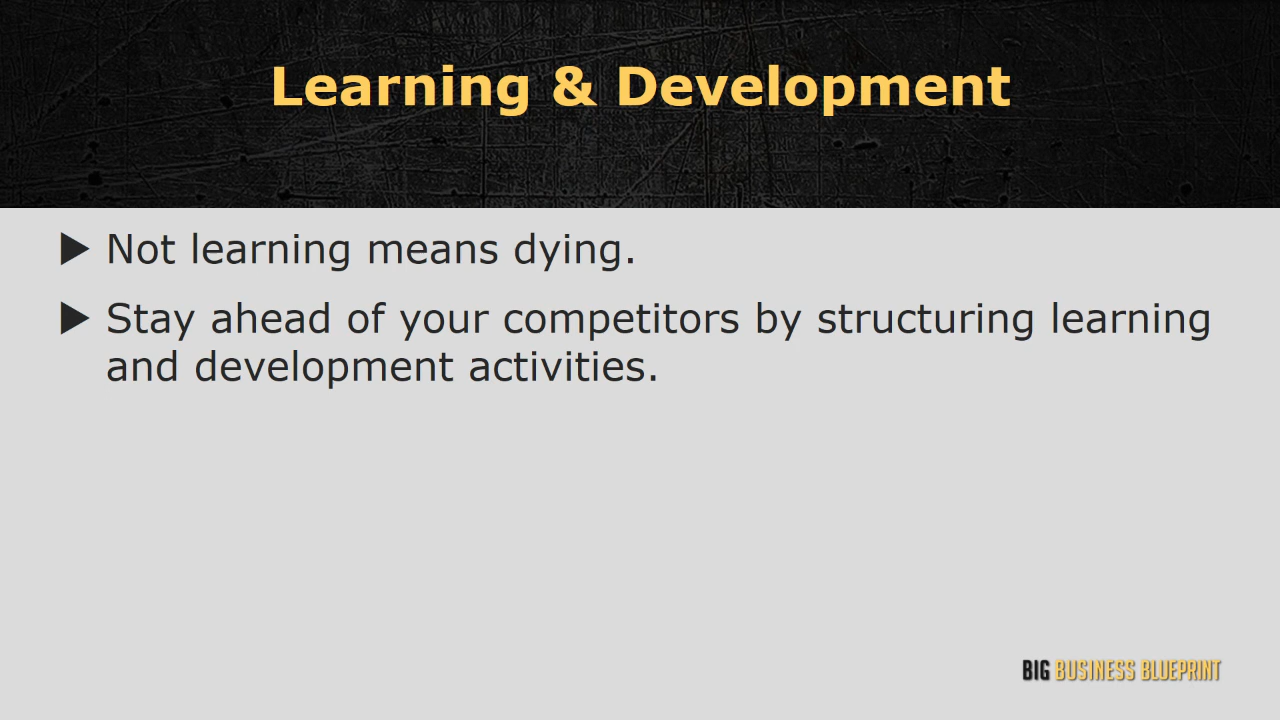 Learning & Development
▶ Not learning means dying.
▶ Stay ahead of your competitors by structuring learning
and development activities.
BIG BUSINESS BLUEPRINT